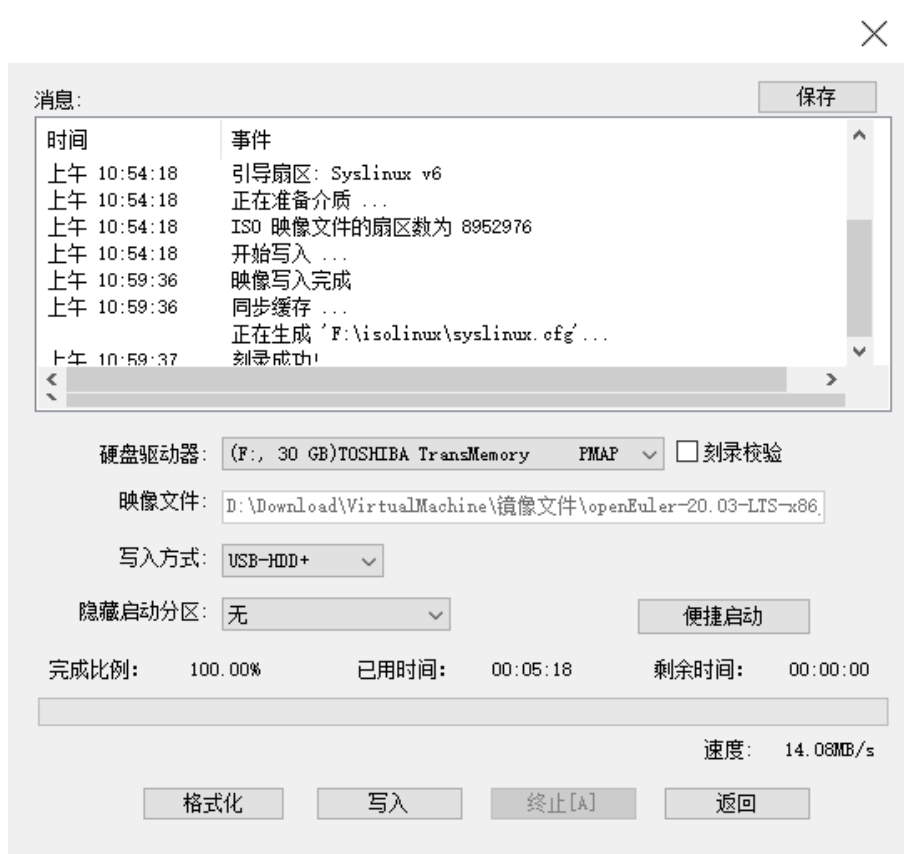 消息:
保存
时间 事件
上午 10:54:18 引导扇区: Syslinux v6
上午 10:54:18 正在准备介质 ...
上午 10:54:18 ISO 映像文件的扇区数为 8952976
上午 10:54:18 开始写入 ...
上午 10:59:36 映像写入完成
上午 10:59:36 同步缓存 ...
正在生成 'F:\isolinux\syslinux.cfg'...
上午 10:59:37 刻录成功!
硬盘驱动器: (F:, 30 GB)TOSHIBA TransMemory PMAP 刻录校验
映像文件: D:\Download\VirtualMachine\镜像文件\openEuler-20.03-LTS-x86_
写入方式: USB-HDD+
隐藏启动分区: 无 便捷启动
完成比例: 100.00% 已用时间: 00:05:18 剩余时间: 00:00:00
速度: 14.08MB/s
格式化 写入 终止[A] 返回